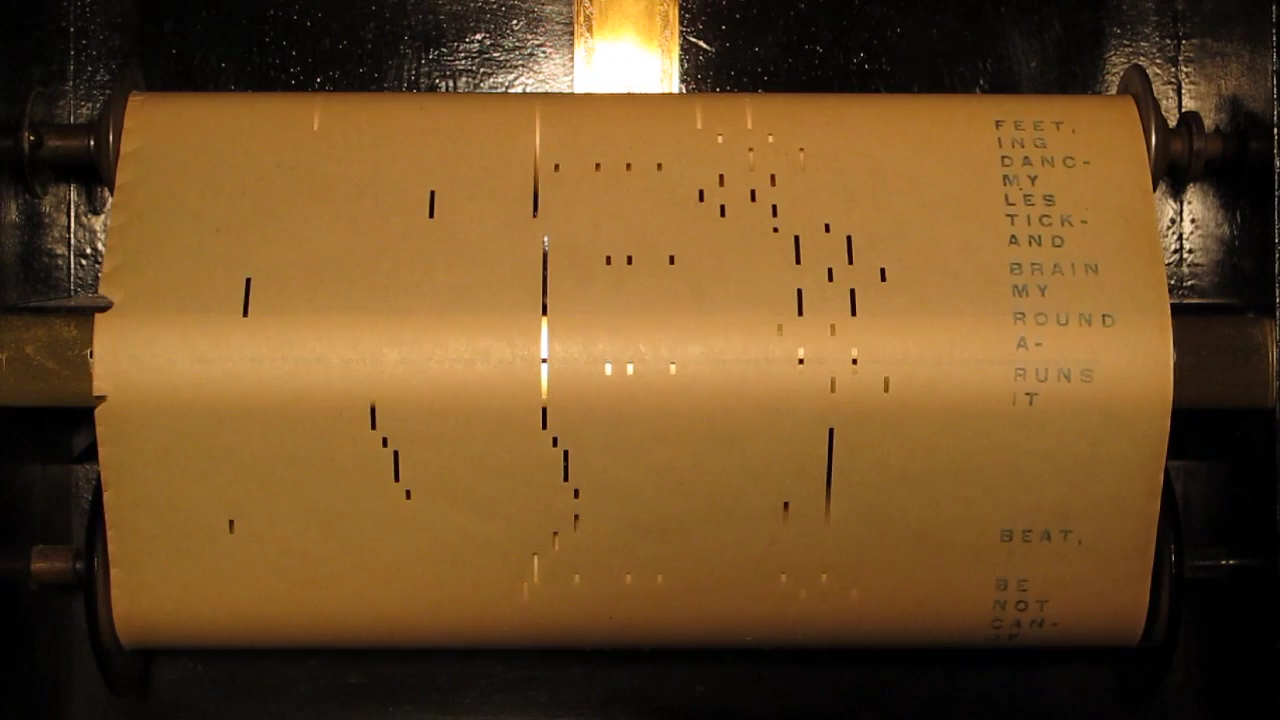 FEET,
ING
DANC-
MY
LES
TICK-
AND
BRAIN
MY
ROUND
A-
RUNS
IT
BEAT,
BE
NOT
CAN-